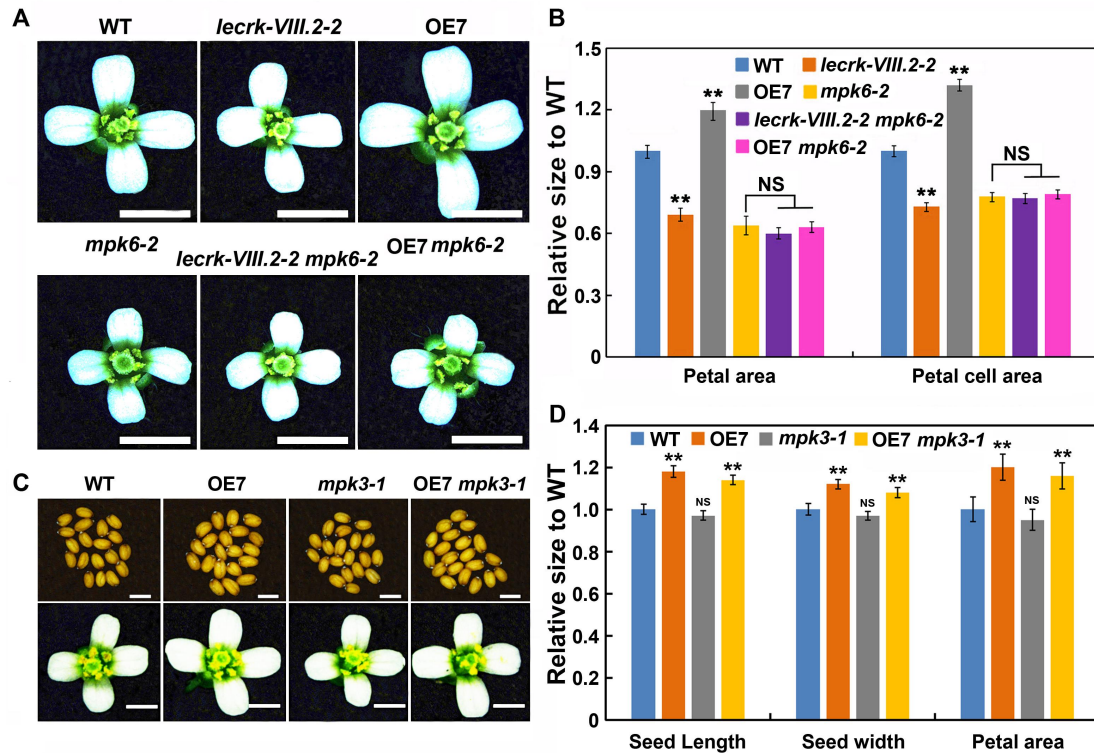 A
WT lecrk-VIII.2-2 OE7
mpk6-2 lecrk-VIII.2-2 mpk6-2 OE7 mpk6-2
B
Relative size to WT
1.5
1.2
0.9
0.6
0.3
0
WT lecrk-VIII.2-2
OE7 mpk6-2
lecrk-VIII.2-2 mpk6-2
OE7 mpk6-2
**
**
NS
**
**
NS
Petal area Petal cell area
C
WT OE7 mpk3-1 OE7 mpk3-1
D
Relative size to WT
1.4
1.2
1.0
0.8
0.6
0.4
0.2
0
WT OE7 mpk3-1 OE7 mpk3-1
** NS ** ** NS ** ** NS **
Seed Length Seed width Petal area